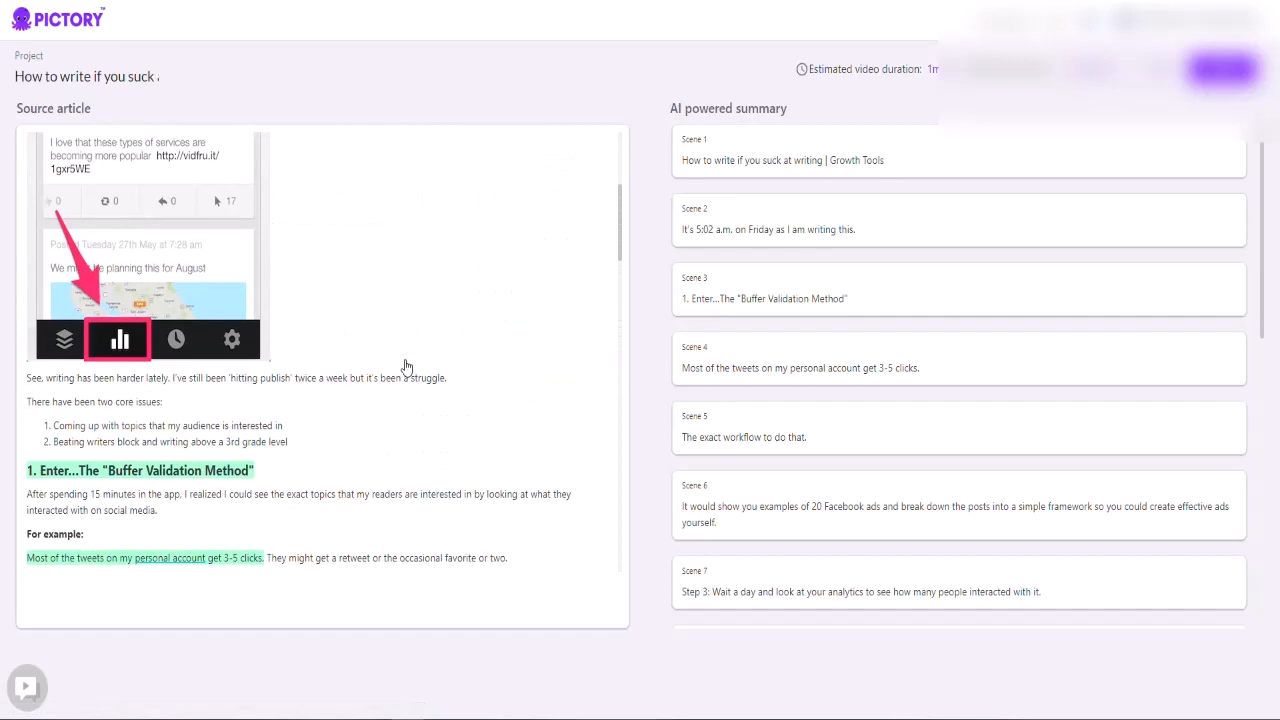 PICTORY™
Project
How to write if you suck
Estimated video duration: 1m
Source article
AI powered summary
I love that these types of services are
becoming more popular http://vidfru.it/
1gxr5WE
0 0 0 17
Posted Tuesday 27th May at 7:28 am
We might be planning this for August
See, writing has been harder lately. I've still been 'hitting publish' twice a week but it's been a struggle.
There have been two core issues:
1. Coming up with topics that my audience is interested in
2. Beating writers block and writing above a 3rd grade level
1. Enter...The "Buffer Validation Method"
After spending 15 minutes in the app, I realized I could see the exact topics that my readers are interested in by looking at what they
interacted with on social media.
For example:
Most of the tweets on my personal account get 3-5 clicks. They might get a retweet or the occasional favorite or two.
Scene 1
How to write if you suck at writing | Growth Tools
Scene 2
It's 5:02 a.m. on Friday as I am writing this.
Scene 3
1. Enter...The "Buffer Validation Method"
Scene 4
Most of the tweets on my personal account get 3-5 clicks.
Scene 5
The exact workflow to do that.
Scene 6
It would show you examples of 20 Facebook ads and break down the posts into a simple framework so you could create effective ads
yourself.
Scene 7
Step 3: Wait a day and look at your analytics to see how many people interacted with it.